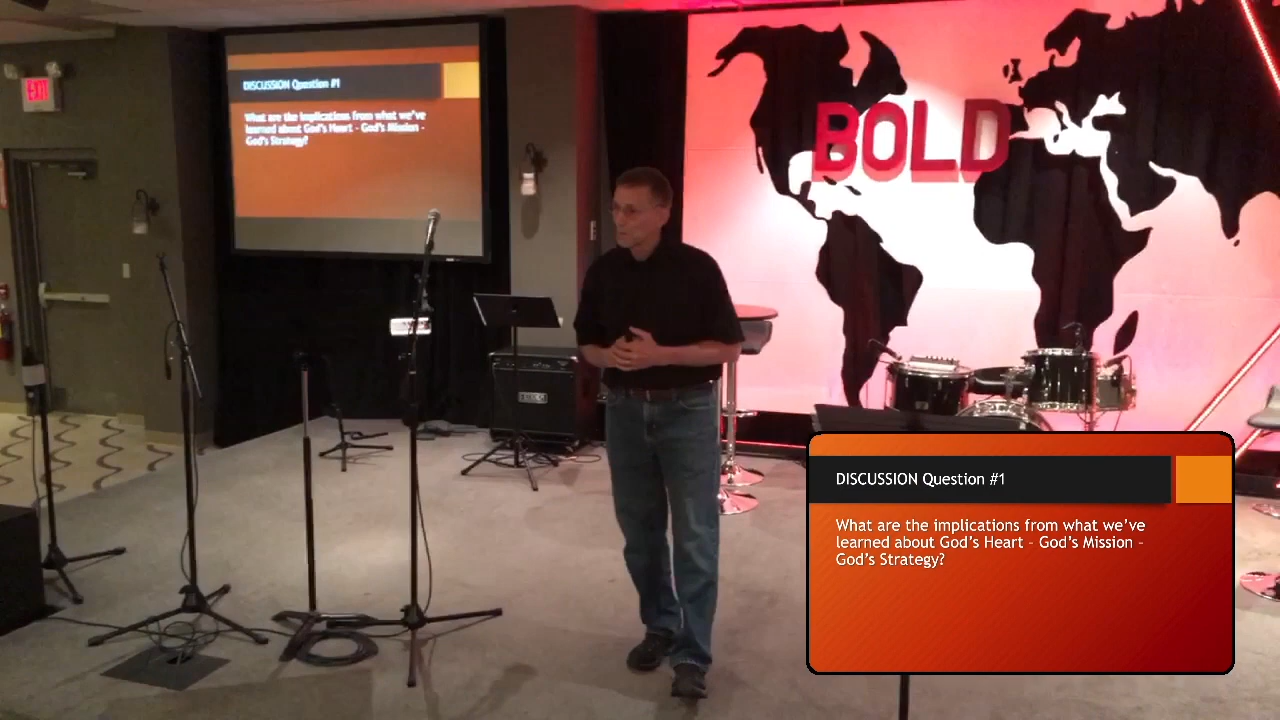 EXIT
DISCUSSION Question #1
What are the implications from what we've
learned about God's Heart - God's Mission -
God's Strategy?
BOLD
DISCUSSION Question #1
What are the implications from what we've
learned about God's Heart - God's Mission -
God's Strategy?